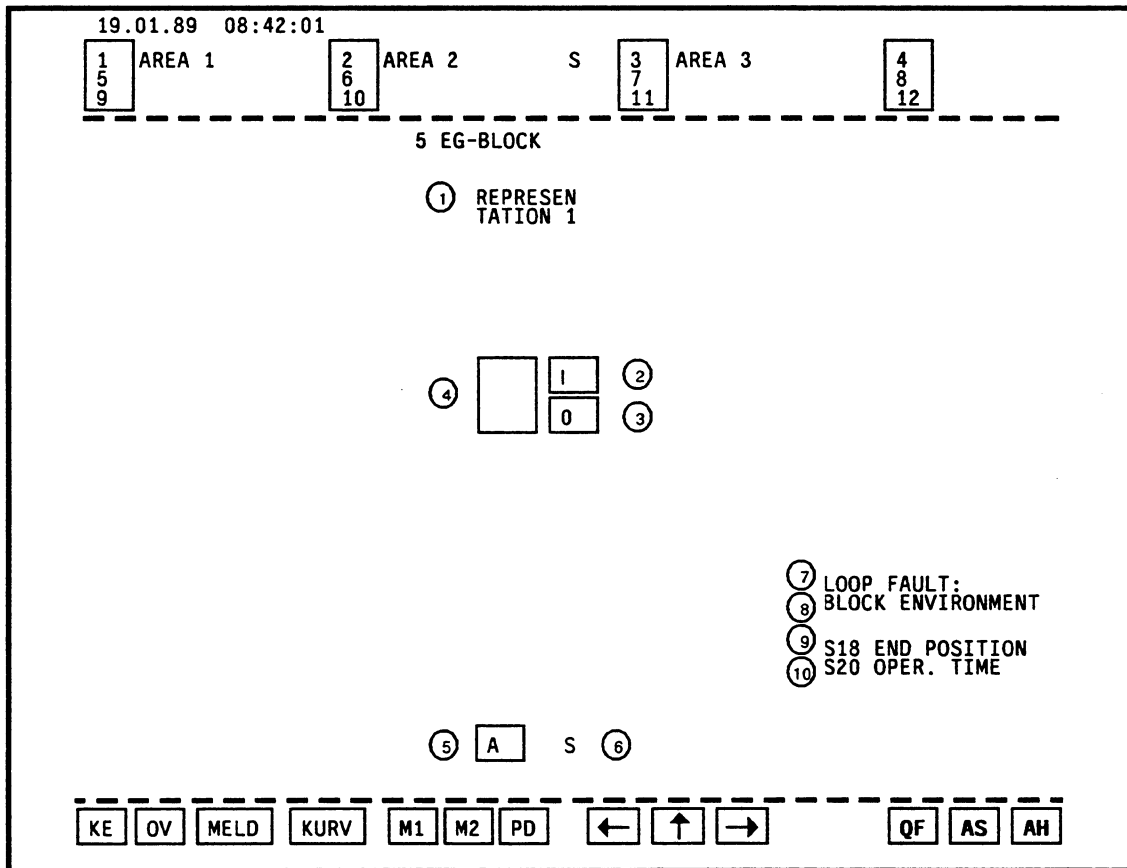 19.01.89 08:42:01
1 AREA 1 2 AREA 2 S 3 AREA 3 4
5 6 7 8
9 10 11 12
5 EG-BLOCK
1 REPRESEN
TATION 1
4 I 2
0 3
7 LOOP FAULT:
8 BLOCK ENVIRONMENT
9 S18 END POSITION
10 S20 OPER. TIME
5 A S 6
KE OV MELD KURV M1 M2 PD ← ↑ → QF AS AH